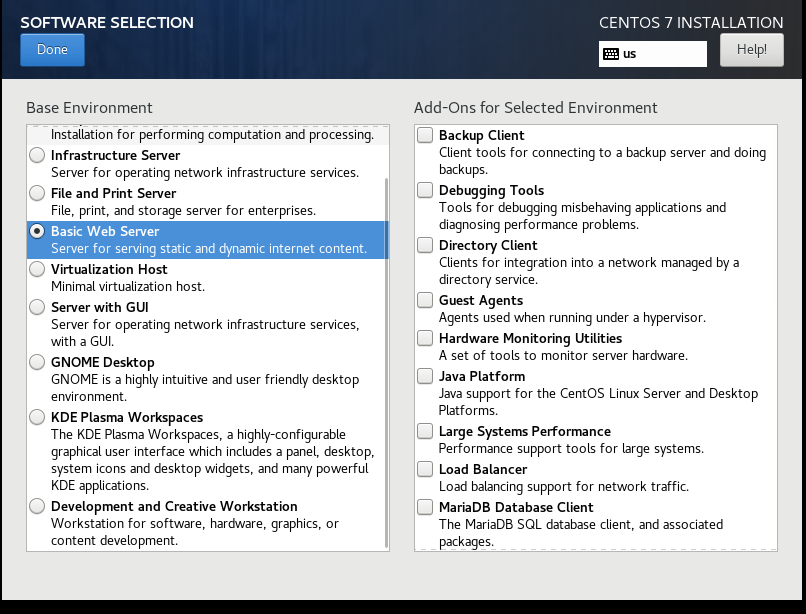 SOFTWARE SELECTION
CENTOS 7 INSTALLATION
Done
us
Help!
Base Environment
Installation for performing computation and processing.
Infrastructure Server
Server for operating network infrastructure services.
File and Print Server
File, print, and storage server for enterprises.
Basic Web Server
Server for serving static and dynamic internet content.
Virtualization Host
Minimal virtualization host.
Server with GUI
Server for operating network infrastructure services,
with a GUI.
GNOME Desktop
GNOME is a highly intuitive and user friendly desktop
environment.
KDE Plasma Workspaces
The KDE Plasma Workspaces, a highly-configurable
graphical user interface which includes a panel, desktop,
system icons and desktop widgets, and many powerful
KDE applications.
Development and Creative Workstation
Workstation for software, hardware, graphics, or
content development.
Add-Ons for Selected Environment
Backup Client
Client tools for connecting to a backup server and doing
backups.
Debugging Tools
Tools for debugging misbehaving applications and
diagnosing performance problems.
Directory Client
Clients for integration into a network managed by a
directory service.
Guest Agents
Agents used when running under a hypervisor.
Hardware Monitoring Utilities
A set of tools to monitor server hardware.
Java Platform
Java support for the CentOS Linux Server and Desktop
Platforms.
Large Systems Performance
Performance support tools for large systems.
Load Balancer
Load balancing support for network traffic.
MariaDB Database Client
The MariaDB SQL database client, and associated
packages.